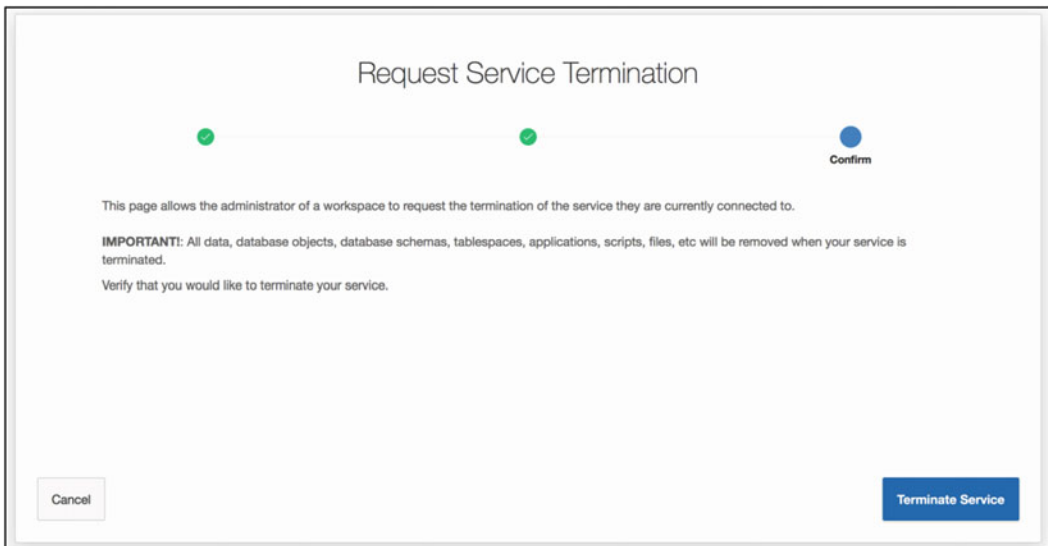 Request Service Termination
Confirm
This page allows the administrator of a workspace to request the termination of the service they are currently connected to.
IMPORTANT!: All data, database objects, database schemas, tablespaces, applications, scripts, files, etc will be removed when your service is
terminated.
Verify that you would like to terminate your service.
Cancel
Terminate Service